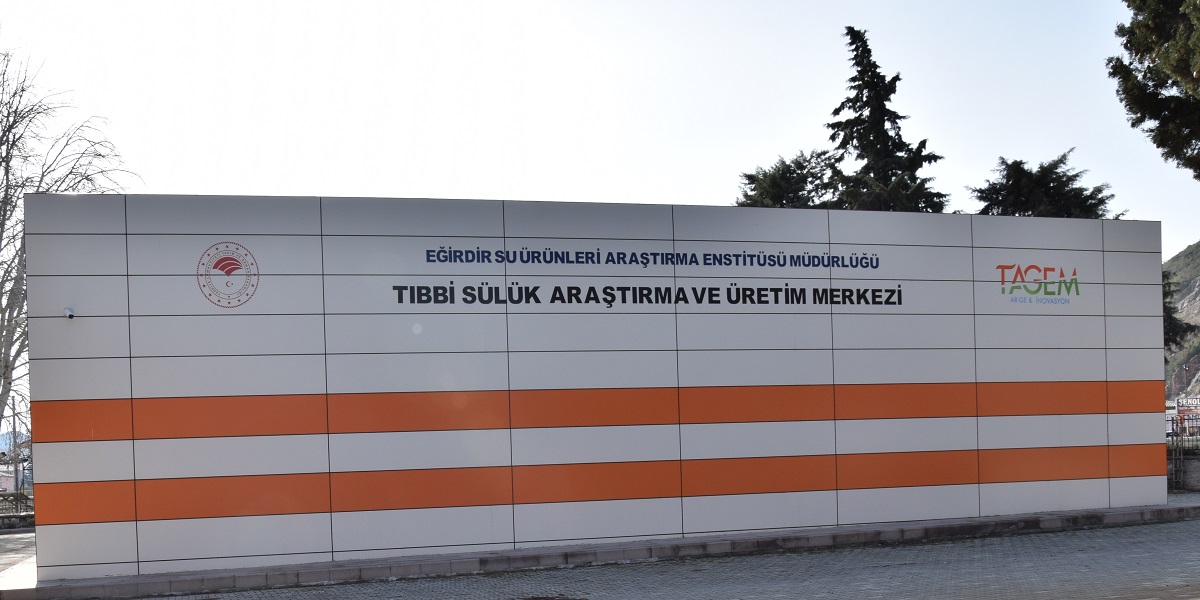 EĞİRDİR SU ÜRÜNLERİ ARAŞTIRMA ENSTİTÜSÜ MÜDÜRLÜĞÜ
TIBBİ SÜLÜK ARAŞTIRMA VE ÜRETİM MERKEZİ
TAGEM
AR-GE & İNOVASYON